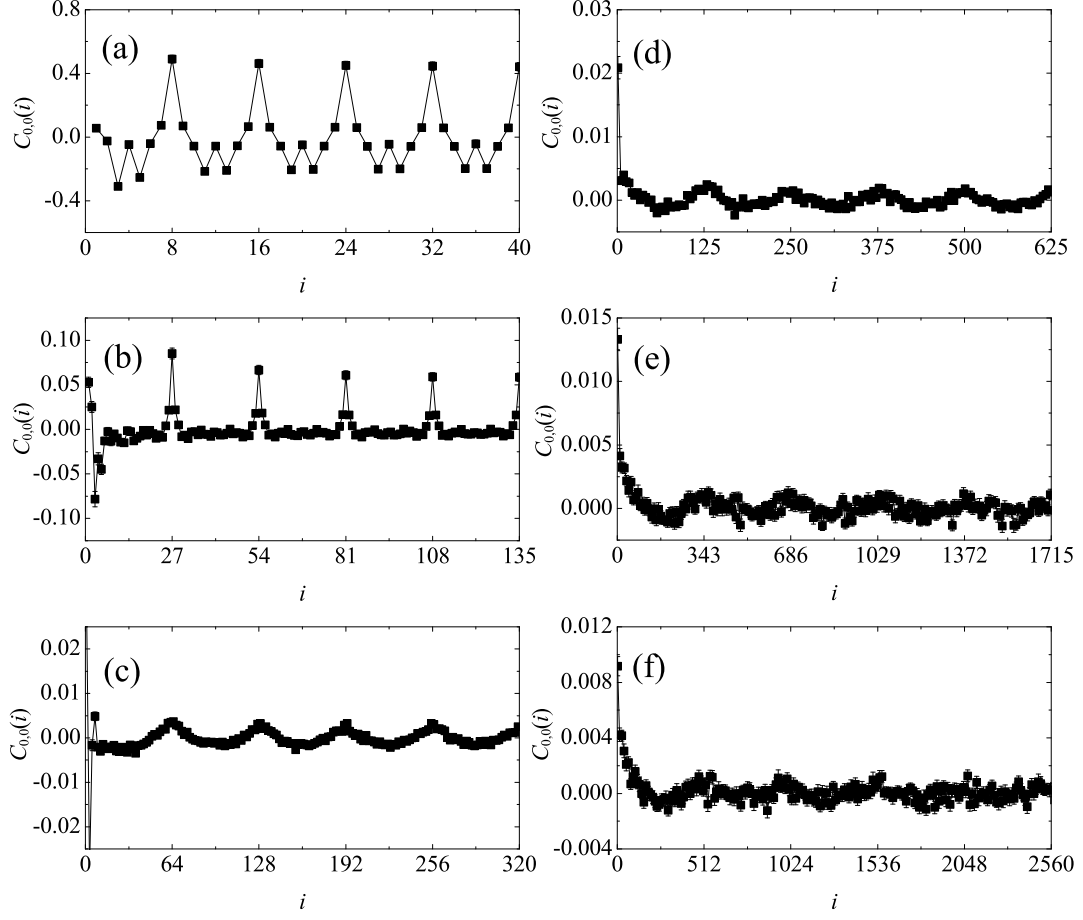 (a)
0.8
0.4
0.0
-0.4
C0,0(i)
0 8 16 24 32 40
i
(b)
0.10
0.05
0.00
-0.05
-0.10
C0,0(i)
0 27 54 81 108 135
i
(c)
0.02
0.01
0.00
-0.01
-0.02
C0,0(i)
0 64 128 192 256 320
i
(d)
0.03
0.02
0.01
0.00
C0,0(i)
0 125 250 375 500 625
i
(e)
0.015
0.010
0.005
0.000
C0,0(i)
0 343 686 1029 1372 1715
i
(f)
0.012
0.008
0.004
0.000
-0.004
C0,0(i)
0 512 1024 1536 2048 2560
i